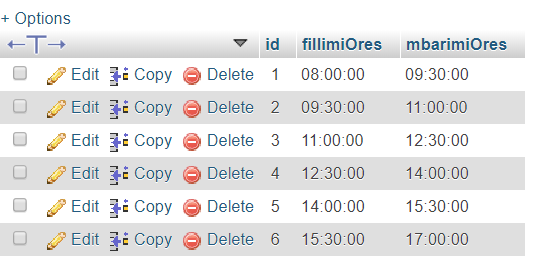 + Options
←T→ id fillimiOres mbarimiOres
Edit Copy Delete 1 08:00:00 09:30:00
Edit Copy Delete 2 09:30:00 11:00:00
Edit Copy Delete 3 11:00:00 12:30:00
Edit Copy Delete 4 12:30:00 14:00:00
Edit Copy Delete 5 14:00:00 15:30:00
Edit Copy Delete 6 15:30:00 17:00:00